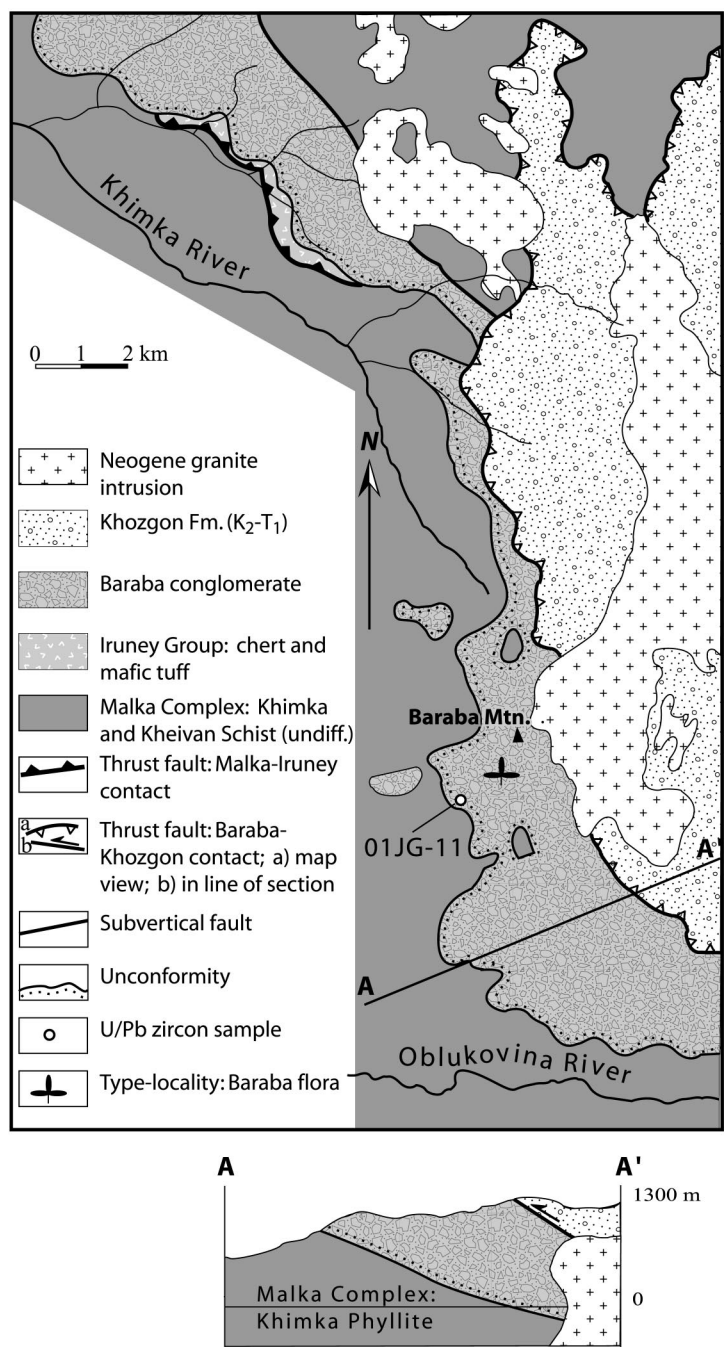 Khimka River
0 1 2 km
N
Neogene granite
intrusion
Khozgon Fm. (K2-T1)
Baraba conglomerate
Iruney Group: chert and
mafic tuff
Malka Complex: Khimka
and Kheivan Schist (undiff.)
Thrust fault: Malka-Iruney
contact
a
b
Thrust fault: Baraba-
Khozgon contact; a) map
view; b) in line of section
Subvertical fault
Unconformity
U/Pb zircon sample
Type-locality: Baraba flora
Baraba Mtn.
01JG-11
A'
A
Oblukovina River
A
A'
1300 m
0
Malka Complex:
Khimka Phyllite